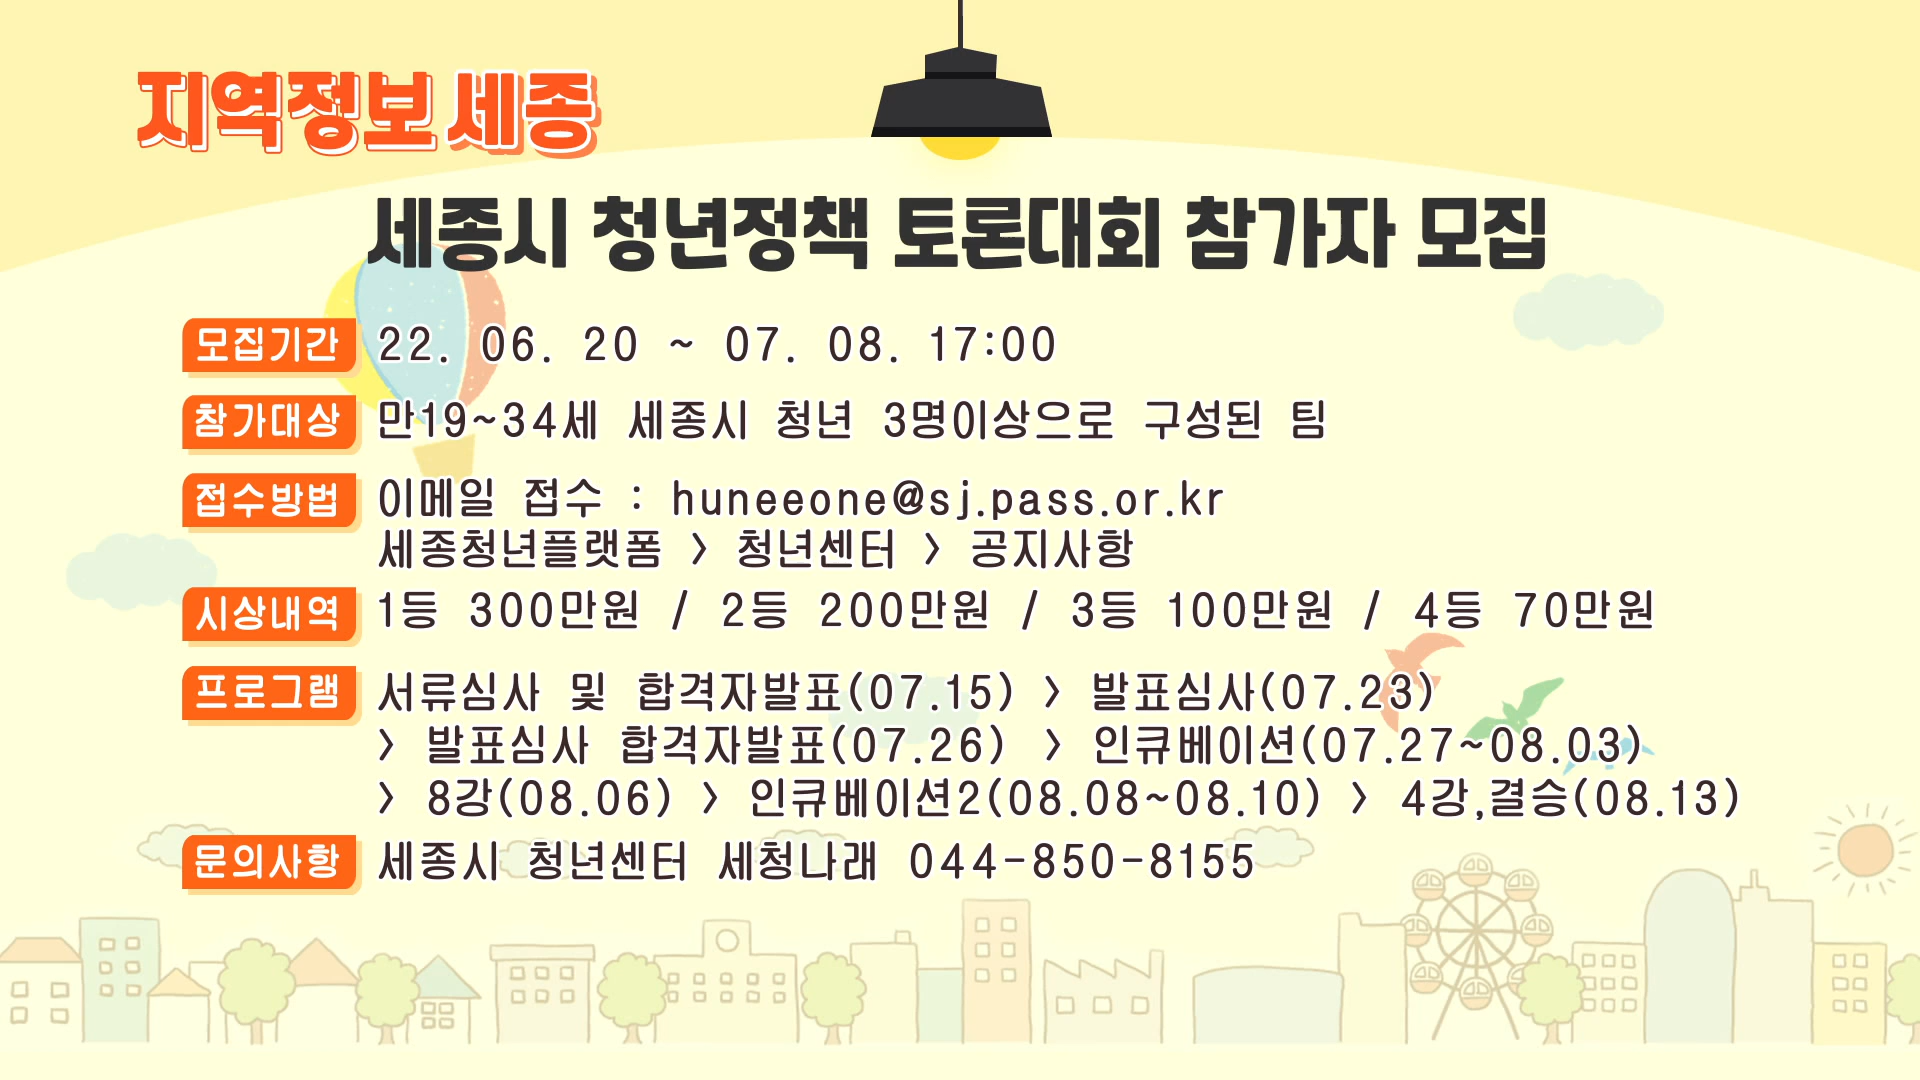 지역정보 세종
세종시 청년정책 토론대회 참가자 모집
모집기간 22. 06. 20 ~ 07. 08. 17:00
참가대상 만19~34세 세종시 청년 3명이상으로 구성된 팀
접수방법 이메일 접수 : huneeone@sj.pass.or.kr
세종청년플랫폼 > 청년센터 > 공지사항
시상내역 1등 300만원 / 2등 200만원 / 3등 100만원 / 4등 70만원
프로그램 서류심사 및 합격자발표(07.15) > 발표심사(07.23)
> 발표심사 합격자발표(07.26) > 인큐베이션(07.27~08.03)
> 8강(08.06) > 인큐베이션2(08.08~08.10) > 4강,결승(08.13)
문의사항 세종시 청년센터 세청나래 044-850-8155